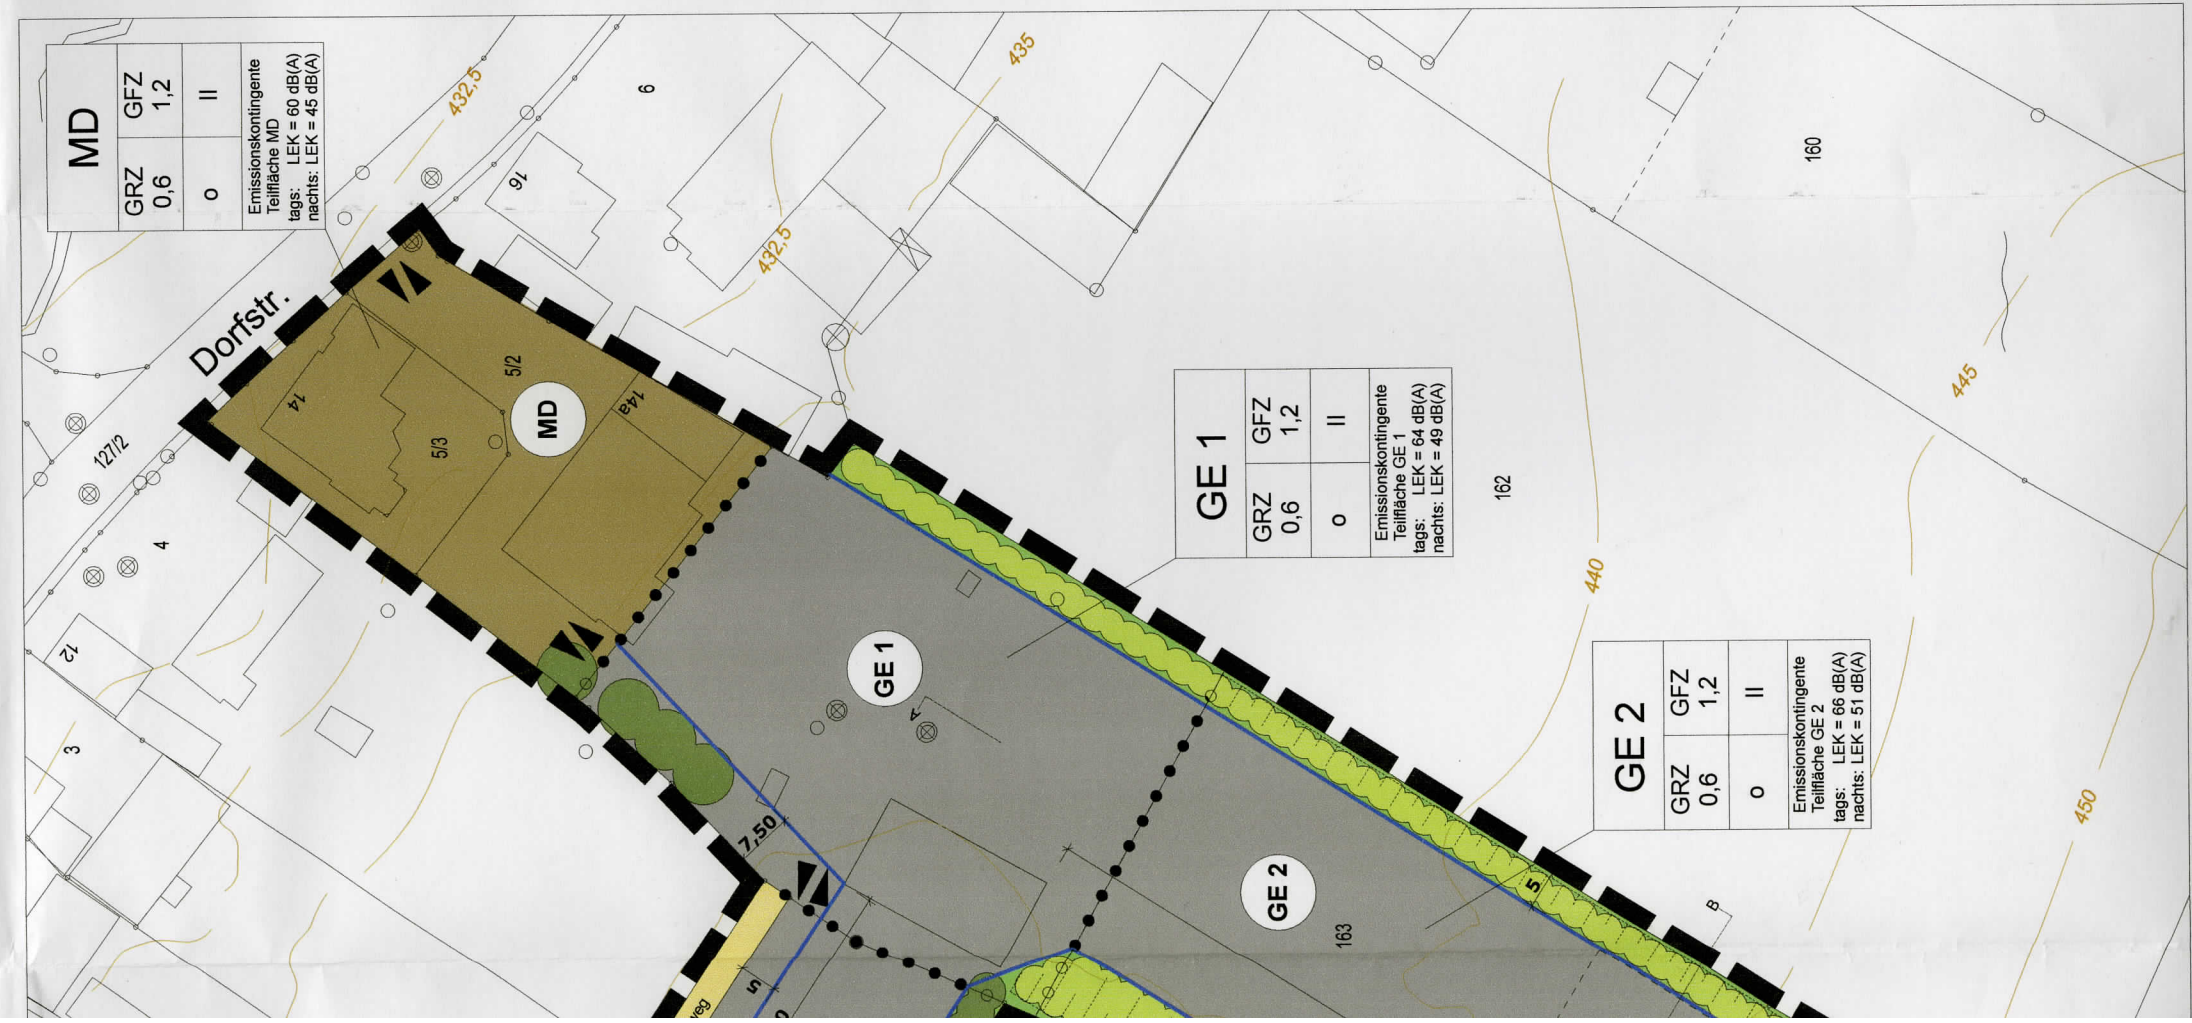 MD
GRZ GFZ
0,6 1,2
o II
Emissionskontingente
Teilfläche MD
tags: LEK = 60 dB(A)
nachts: LEK = 45 dB(A)
432,5
6
435
16
432,5
160
Dorfstr.
14
5/2
14a
MD
5/3
127/2
4
12
3
GE 1
GRZ GFZ
0,6 1,2
o II
Emissionskontingente
Teilfläche GE 1
tags: LEK = 64 dB(A)
nachts: LEK = 49 dB(A)
162
445
440
GE 1
A
7,50
GE 2
GRZ GFZ
0,6 1,2
o II
Emissionskontingente
Teilfläche GE 2
tags: LEK = 66 dB(A)
nachts: LEK = 51 dB(A)
450
GE 2
163
5
B
5